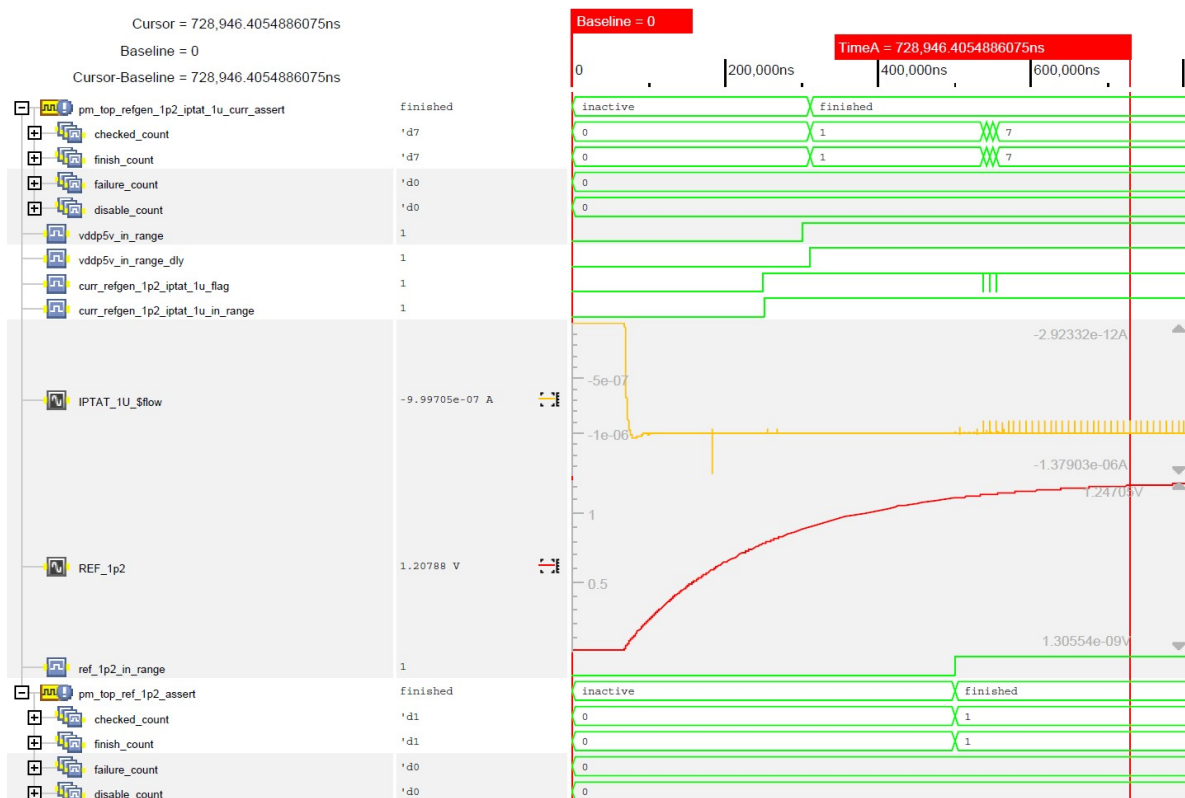 Cursor = 728,946.4054886075ns
Baseline = 0
Cursor-Baseline = 728,946.4054886075ns
Baseline = 0
TimeA = 728,946.4054886075ns
0 200,000ns 400,000ns 600,000ns
pm_top_refgen_1p2_iptat_1u_curr_assert finished inactive finished
checked_count 'd7 0 1 7
finish_count 'd7 0 1 7
failure_count 'd0 0
disable_count 'd0 0
vddp5v_in_range 1
vddp5v_in_range_dly 1
curr_refgen_1p2_iptat_1u_flag 1
curr_refgen_1p2_iptat_1u_in_range 1
-2.92332e-12A
-5e-07
IPTAT_1U_$flow -9.99705e-07 A
-1e-06
-1.37903e-06A
1.24705V
1
REF_1p2 1.20788 V
0.5
1.30554e-09V
ref_1p2_in_range 1
pm_top_ref_1p2_assert finished inactive finished
checked_count 'd1 0 1
finish_count 'd1 0 1
failure_count 'd0 0
disable_count 'd0 0